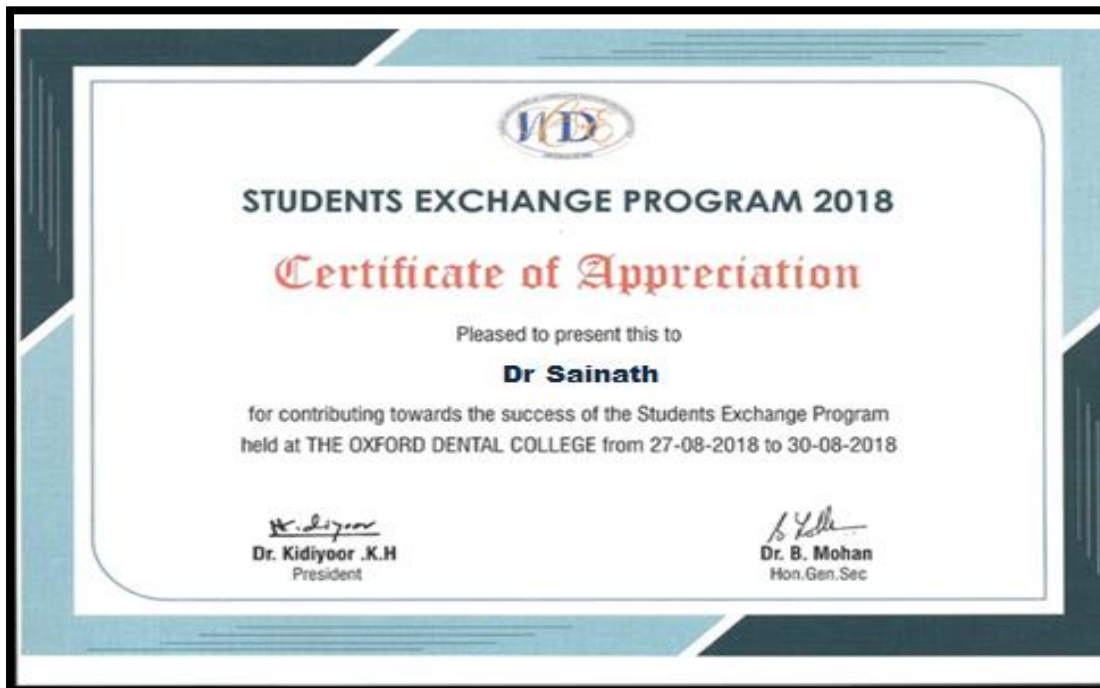 STUDENTS EXCHANGE PROGRAM 2018
Certificate of Appreciation
Pleased to present this to
Dr Sainath
for contributing towards the success of the Students Exchange Program
held at THE OXFORD DENTAL COLLEGE from 27-08-2018 to 30-08-2018
Dr. Kidiyoor .K.H
President
Dr. B. Mohan
Hon.Gen.Sec